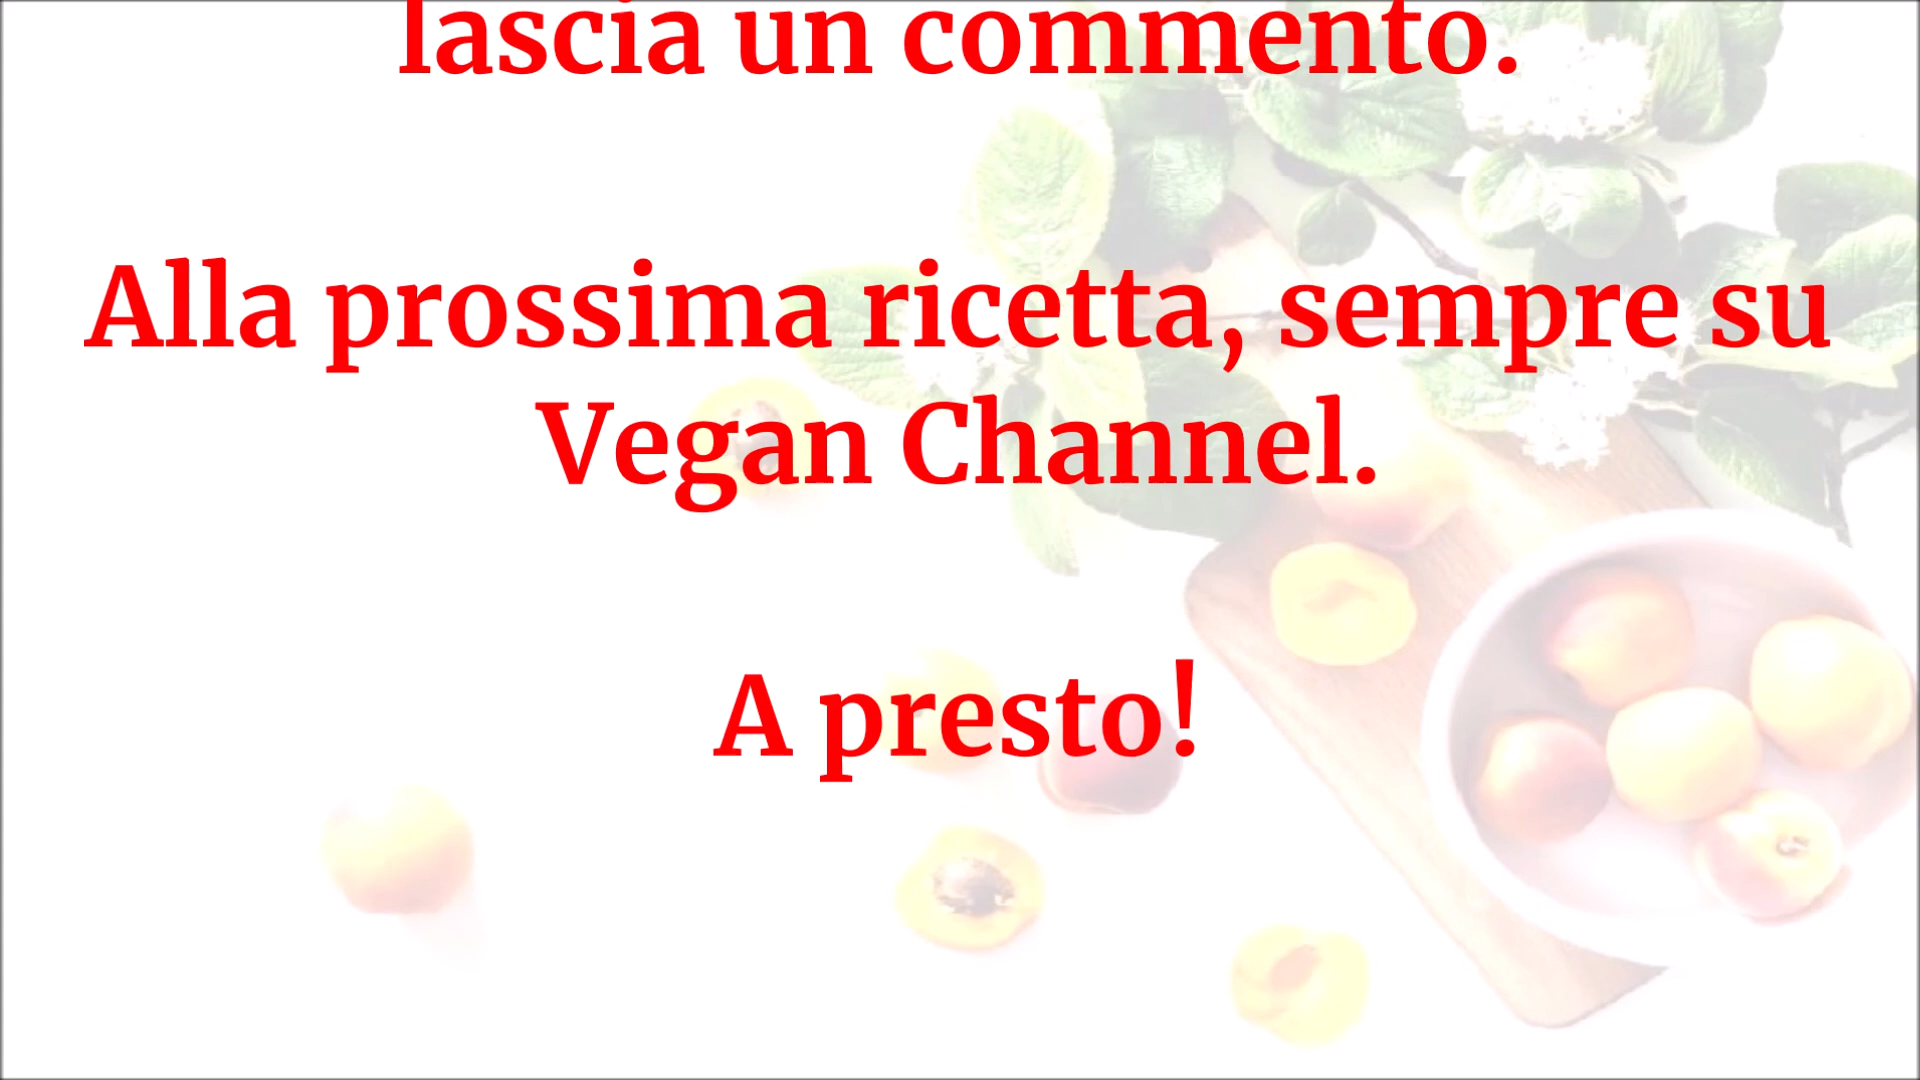 lascia un commento.
Alla prossima ricetta, sempre su
Vegan Channel.
A presto!